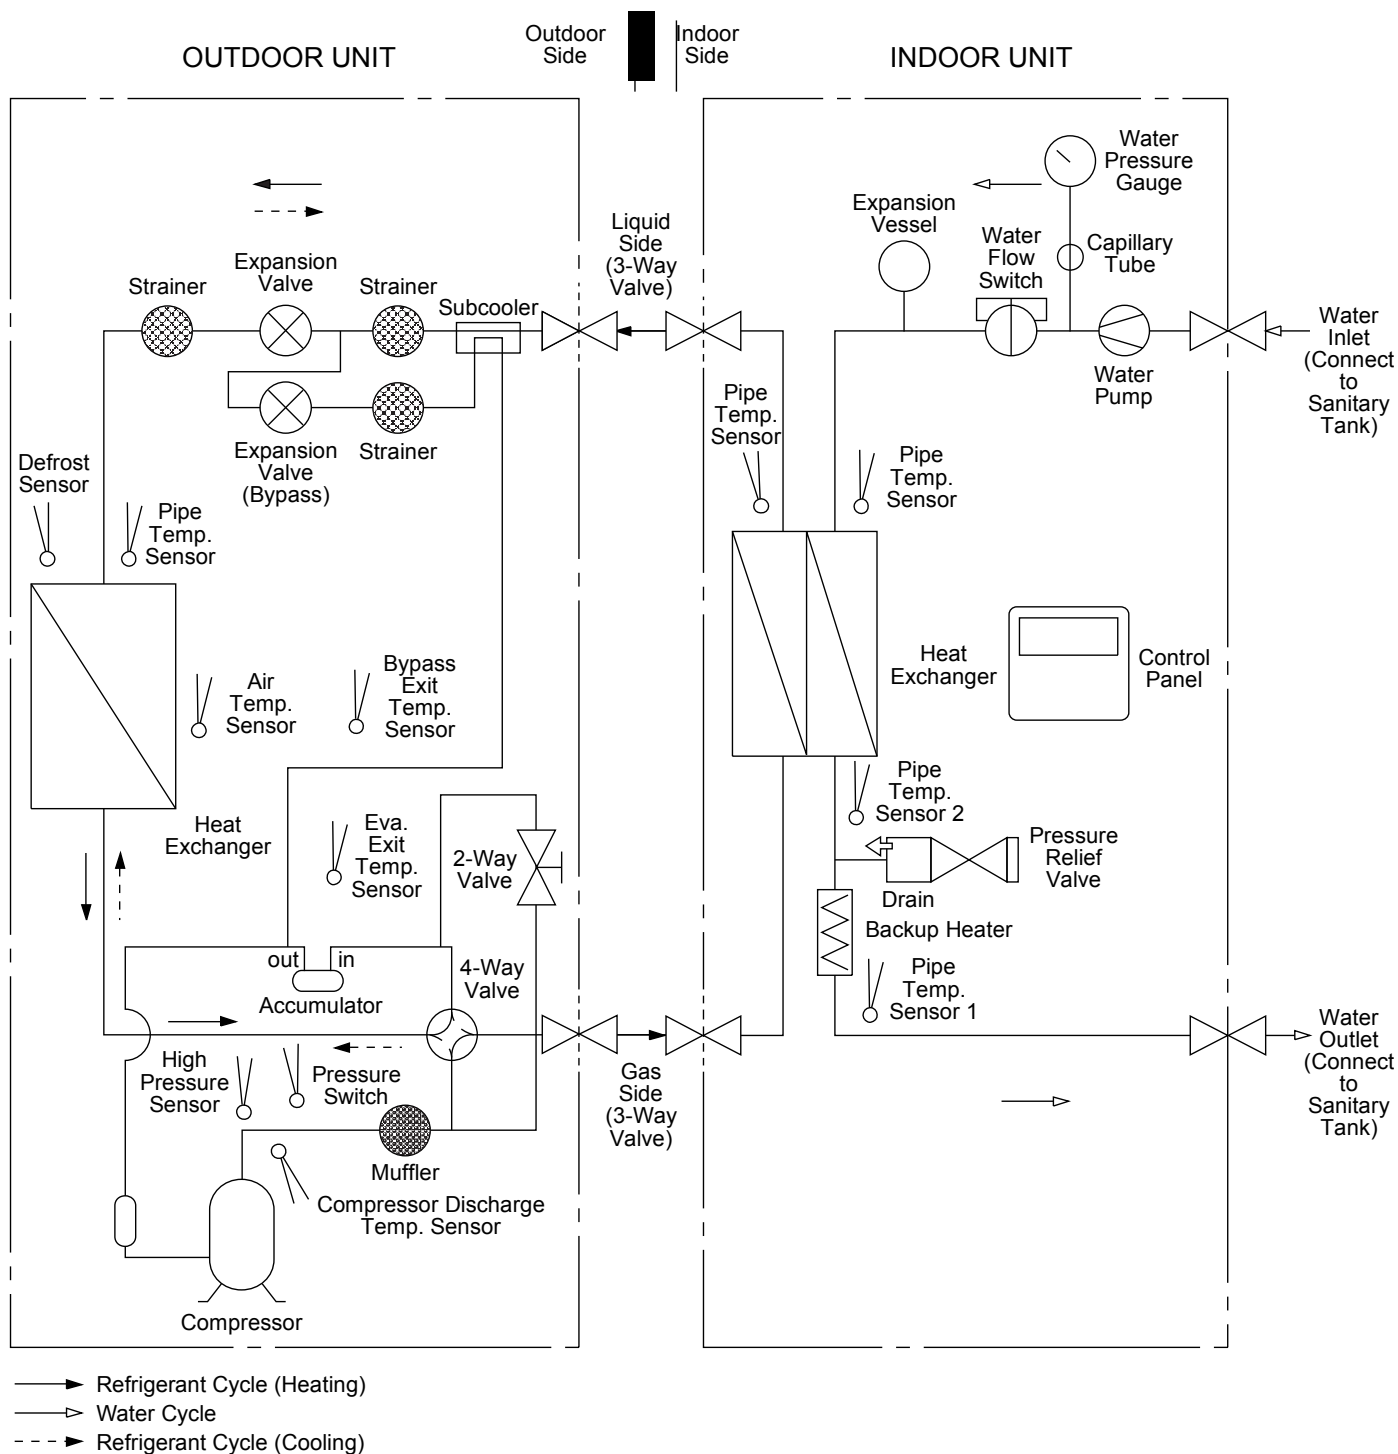 OUTDOOR UNIT
Outdoor
Side
Indoor
Side
INDOOR UNIT
Water
Pressure
Gauge
Expansion
Vessel
Water
Flow
Switch
Capillary
Tube
Liquid
Side
(3-Way
Valve)
Strainer
Expansion
Valve
Strainer
Subcooler
Water
Inlet
(Connect
to
Sanitary
Tank)
Water
Pump
Pipe
Temp.
Sensor
Expansion
Valve
(Bypass)
Strainer
Defrost
Sensor
Pipe
Temp.
Sensor
Pipe
Temp.
Sensor
Air
Temp.
Sensor
Bypass
Exit
Temp.
Sensor
Heat
Exchanger
Control
Panel
Heat
Exchanger
Eva.
Exit
Temp.
Sensor
2-Way
Valve
Pipe
Temp.
Sensor 2
Pressure
Relief
Valve
Drain
Backup Heater
out
in
Accumulator
4-Way
Valve
Pipe
Temp.
Sensor 1
Water
Outlet
(Connect
to
Sanitary
Tank)
High
Pressure
Sensor
Pressure
Switch
Gas
Side
(3-Way
Valve)
Muffler
Compressor Discharge
Temp. Sensor
Compressor
Refrigerant Cycle (Heating)
Water Cycle
Refrigerant Cycle (Cooling)